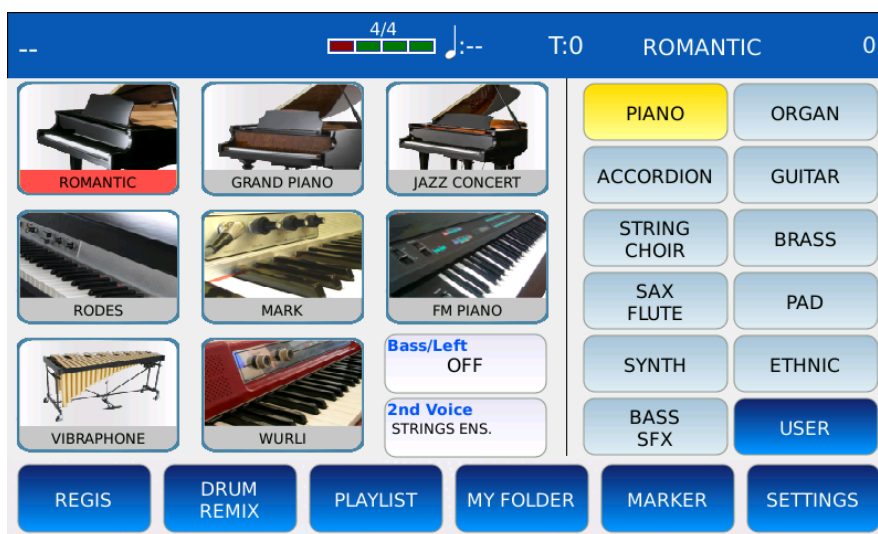 --
4/4
:--
T:0
ROMANTIC
0
ROMANTIC
GRAND PIANO
JAZZ CONCERT
RODES
MARK
FM PIANO
VIBRAPHONE
WURLI
Bass/Left
OFF
2nd Voice
STRINGS ENS.
PIANO
ORGAN
ACCORDION
GUITAR
STRING
CHOIR
BRASS
SAX
FLUTE
PAD
SYNTH
ETHNIC
BASS
SFX
USER
REGIS
DRUM
REMIX
PLAYLIST
MY FOLDER
MARKER
SETTINGS